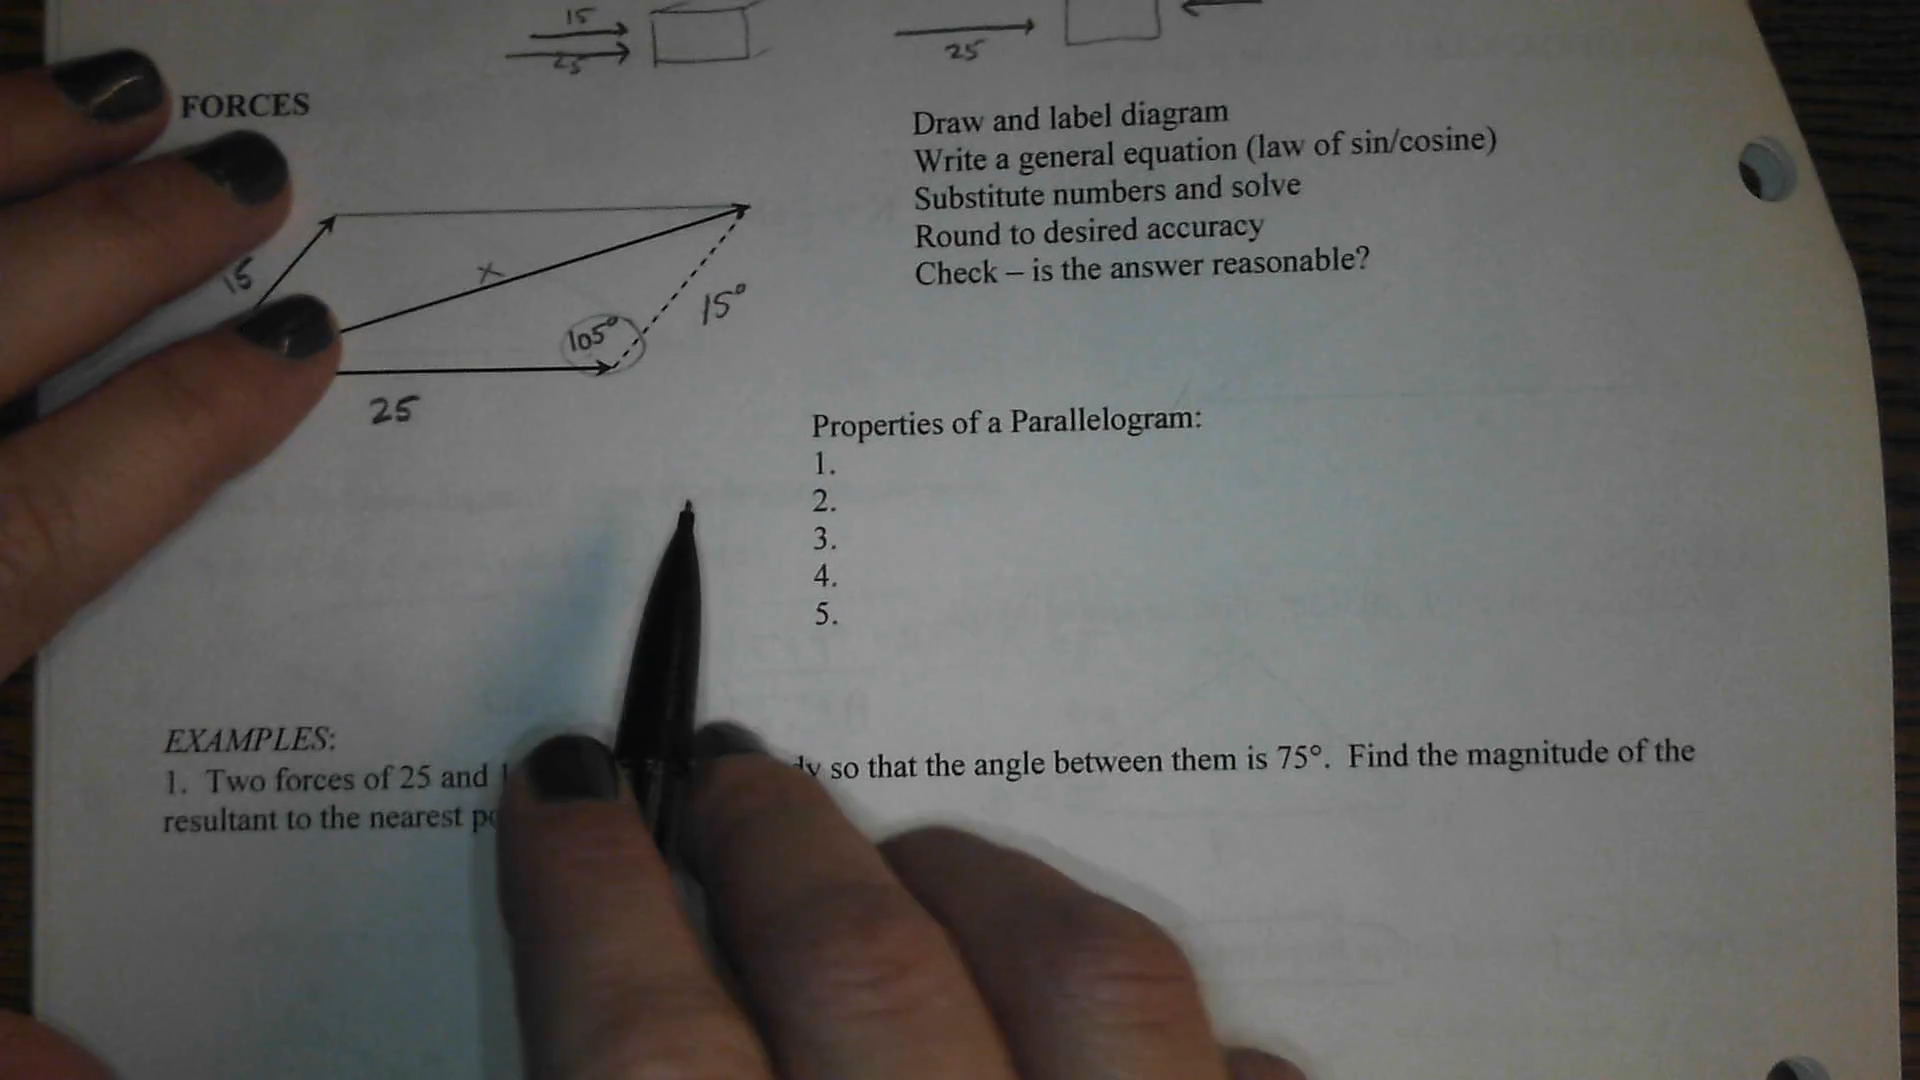 15
25
25
FORCES
Draw and label diagram
Write a general equation (law of sin/cosine)
Substitute numbers and solve
Round to desired accuracy
Check – is the answer reasonable?
15
x
105°
15°
25
Properties of a Parallelogram:
1.
2.
3.
4.
5.
EXAMPLES:
1. Two forces of 25 and so that the angle between them is 75°. Find the magnitude of the
resultant to the nearest